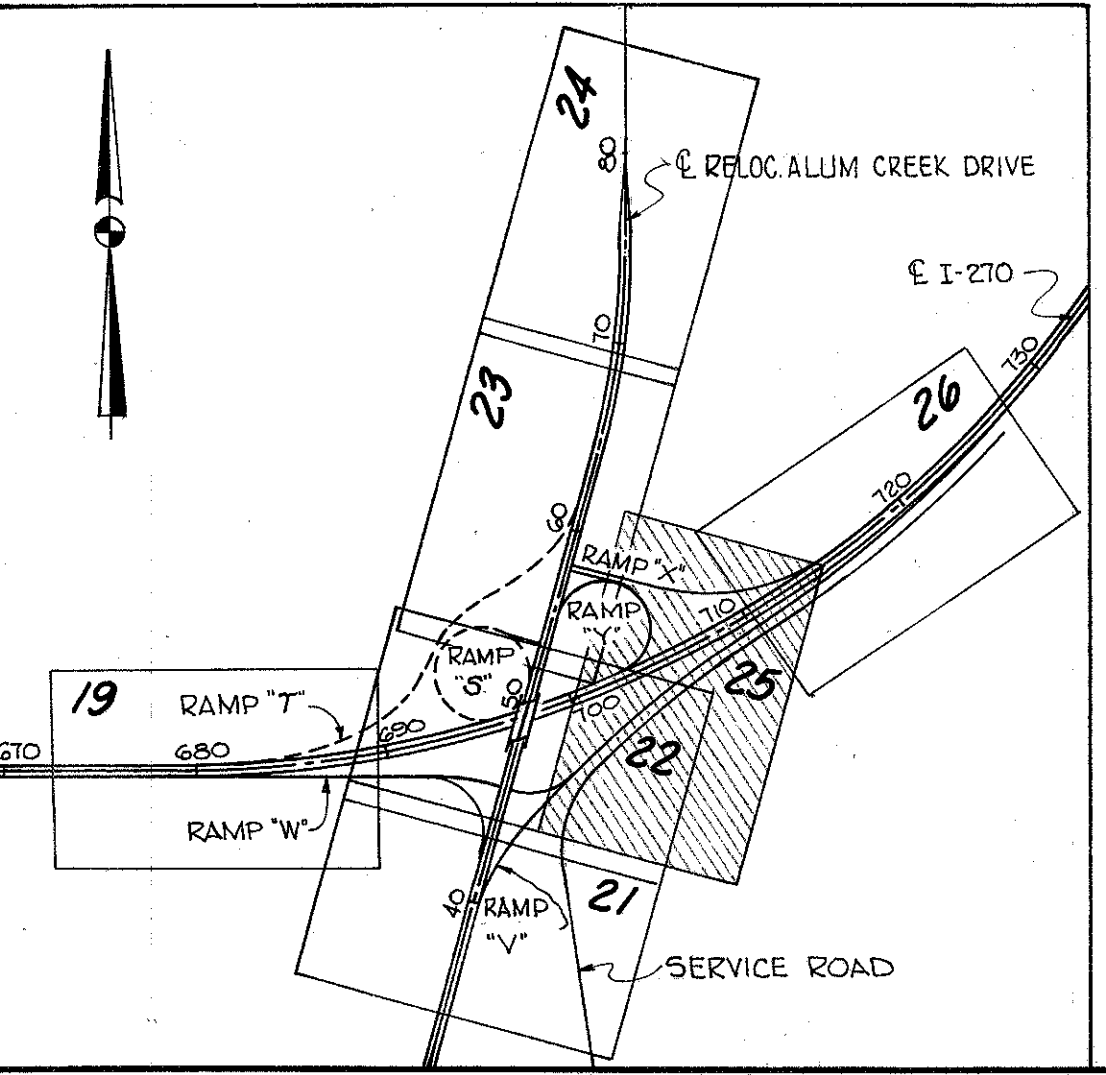 24
80
℄ RELOC. ALUM CREEK DRIVE
℄ I-270
70
730
23
26
720
60
RAMP "X"
710
RAMP
"Y"
RAMP
"S"
25
19
RAMP "T"
50
700
690
670
680
22
RAMP "W"
21
40
RAMP
"V"
SERVICE ROAD